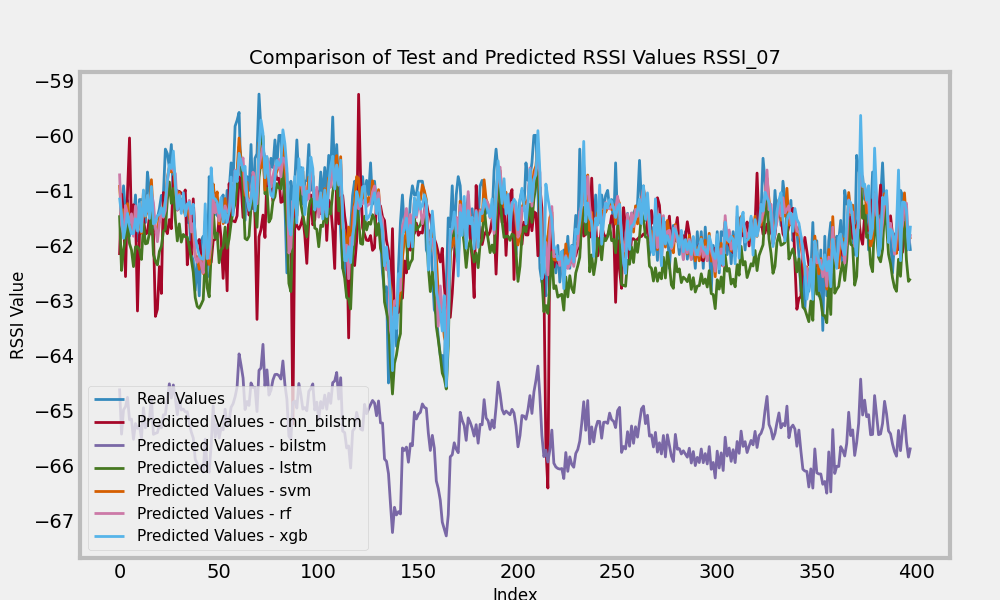 Comparison of Test and Predicted RSSI Values RSSI_07
−59
−60
−61
−62
−63
−64
−65
−66
−67
RSSI Value
Real Values
Predicted Values - cnn_bilstm
Predicted Values - bilstm
Predicted Values - lstm
Predicted Values - svm
Predicted Values - rf
Predicted Values - xgb
0 50 100 150 200 250 300 350 400
Index